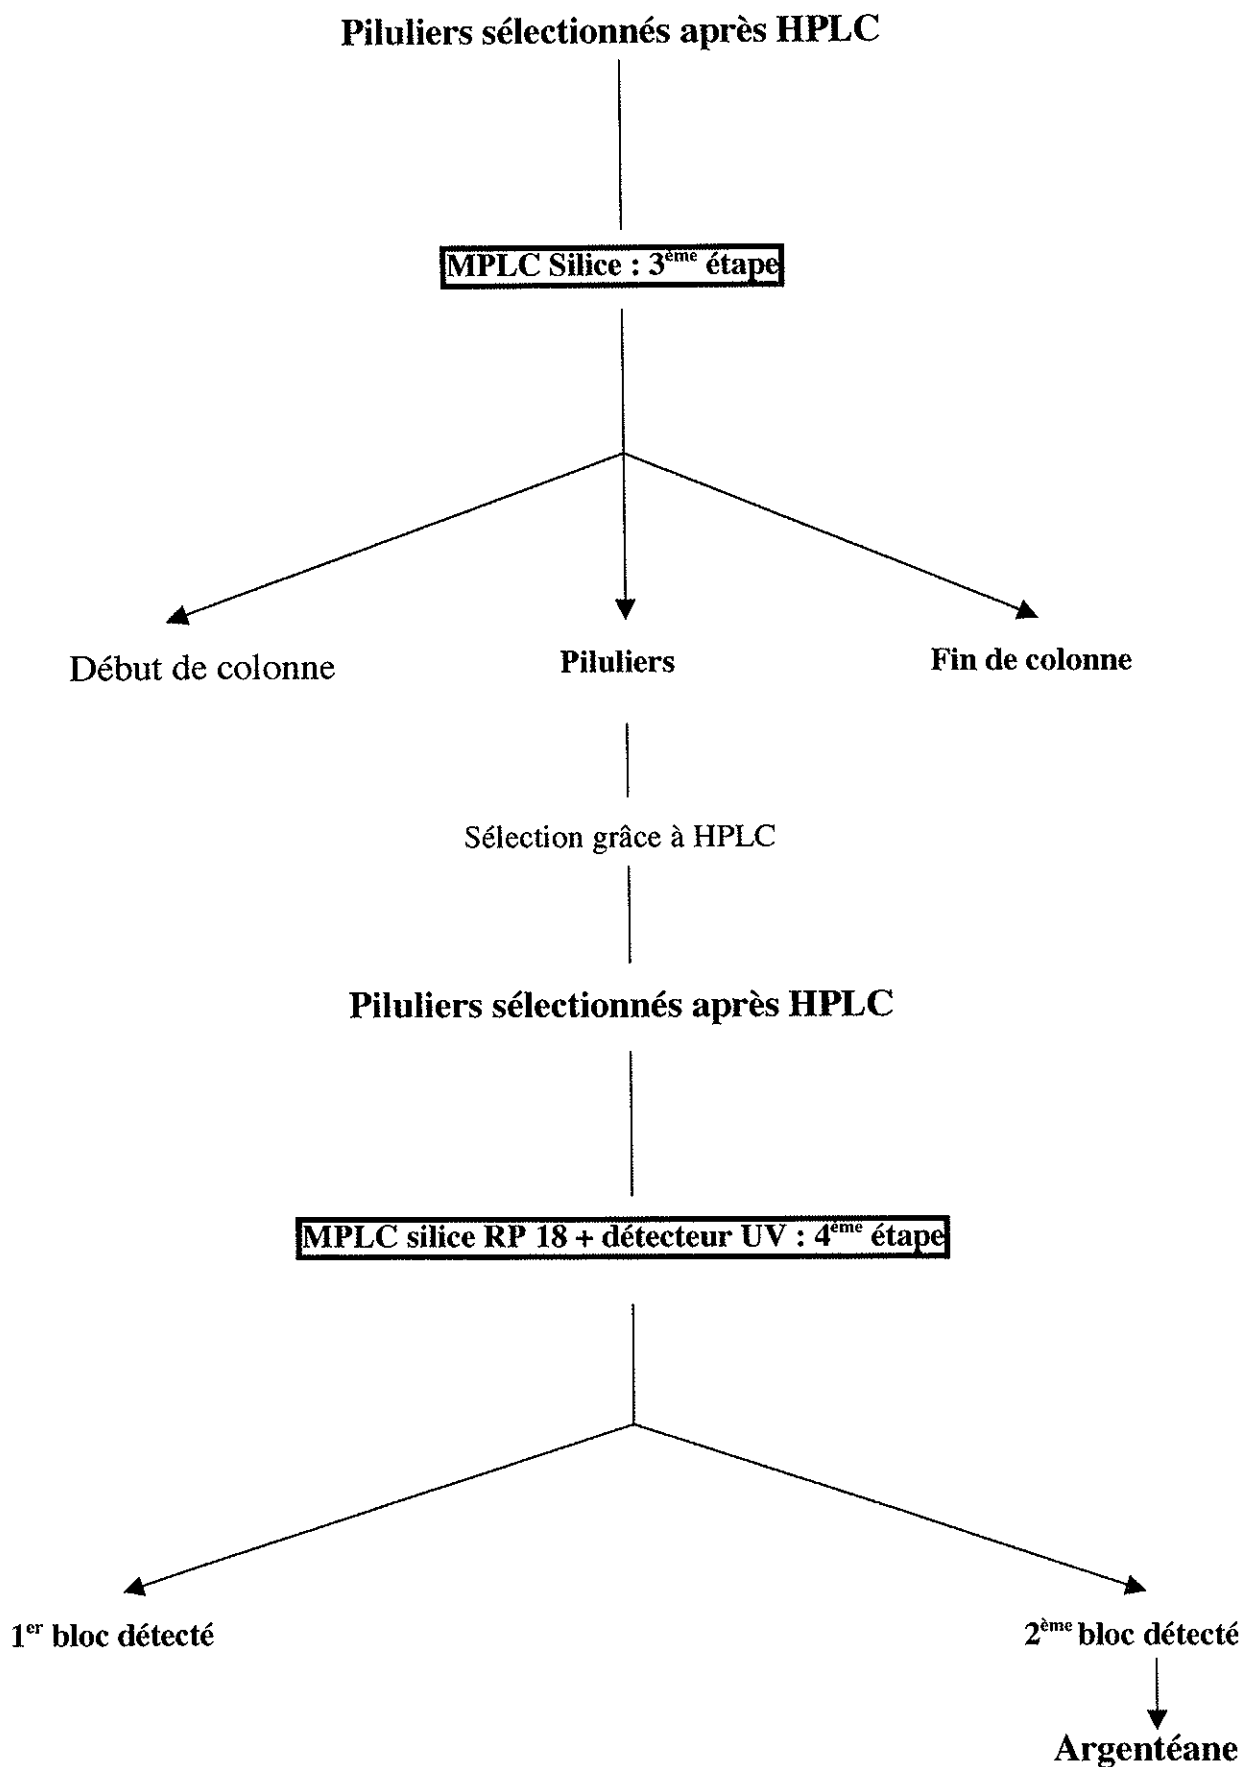 Piluliers sélectionnés après HPLC
MPLC Silice : 3ème étape
Début de colonne
Piluliers
Fin de colonne
Sélection grâce à HPLC
Piluliers sélectionnés après HPLC
MPLC silice RP 18 + détecteur UV : 4ème étape
1er bloc détecté
2ème bloc détecté
Argentéane